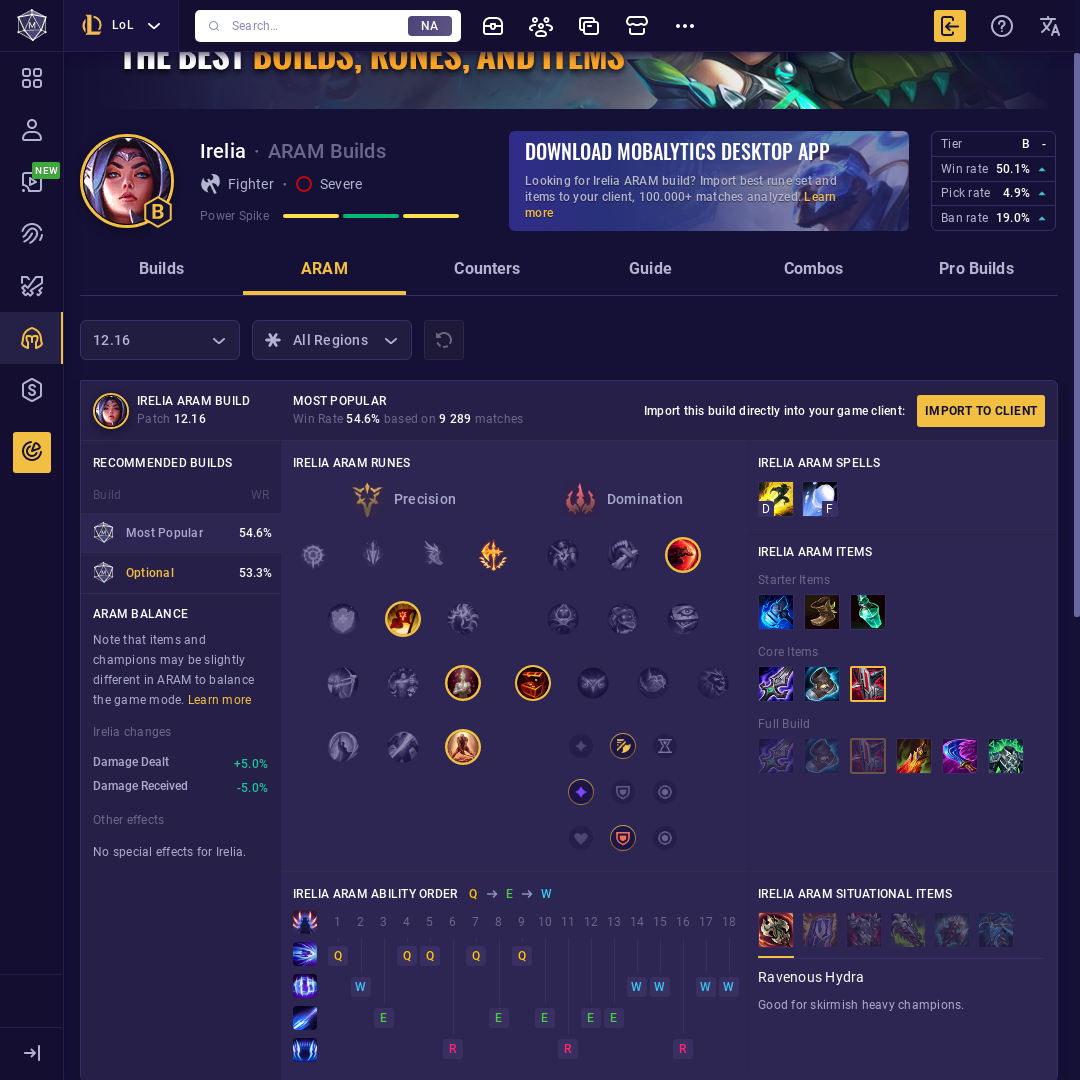 LoL
Search...
NA
THE BEST BUILDS, RUNES, AND ITEMS
NEW
Irelia · ARAM Builds
Fighter · Severe
Power Spike
B
DOWNLOAD MOBALYTICS DESKTOP APP
Looking for Irelia ARAM build? Import best rune set and
items to your client, 100.000+ matches analyzed. Learn
more
Tier B -
Win rate 50.1%
Pick rate 4.9%
Ban rate 19.0%
Builds
ARAM
Counters
Guide
Combos
Pro Builds
12.16
All Regions
IRELIA ARAM BUILD
Patch 12.16
MOST POPULAR
Win Rate 54.6% based on 9 289 matches
Import this build directly into your game client:
IMPORT TO CLIENT
RECOMMENDED BUILDS
Build WR
Most Popular 54.6%
Optional 53.3%
ARAM BALANCE
Note that items and
champions may be slightly
different in ARAM to balance
the game mode. Learn more
Irelia changes
Damage Dealt +5.0%
Damage Received -5.0%
Other effects
No special effects for Irelia.
IRELIA ARAM RUNES
Precision
Domination
IRELIA ARAM SPELLS
D
F
IRELIA ARAM ITEMS
Starter Items
Core Items
Full Build
IRELIA ARAM ABILITY ORDER Q → E → W
1 2 3 4 5 6 7 8 9 10 11 12 13 14 15 16 17 18
Q Q Q Q Q
W W W W W
E E E E E
R R R
IRELIA ARAM SITUATIONAL ITEMS
Ravenous Hydra
Good for skirmish heavy champions.